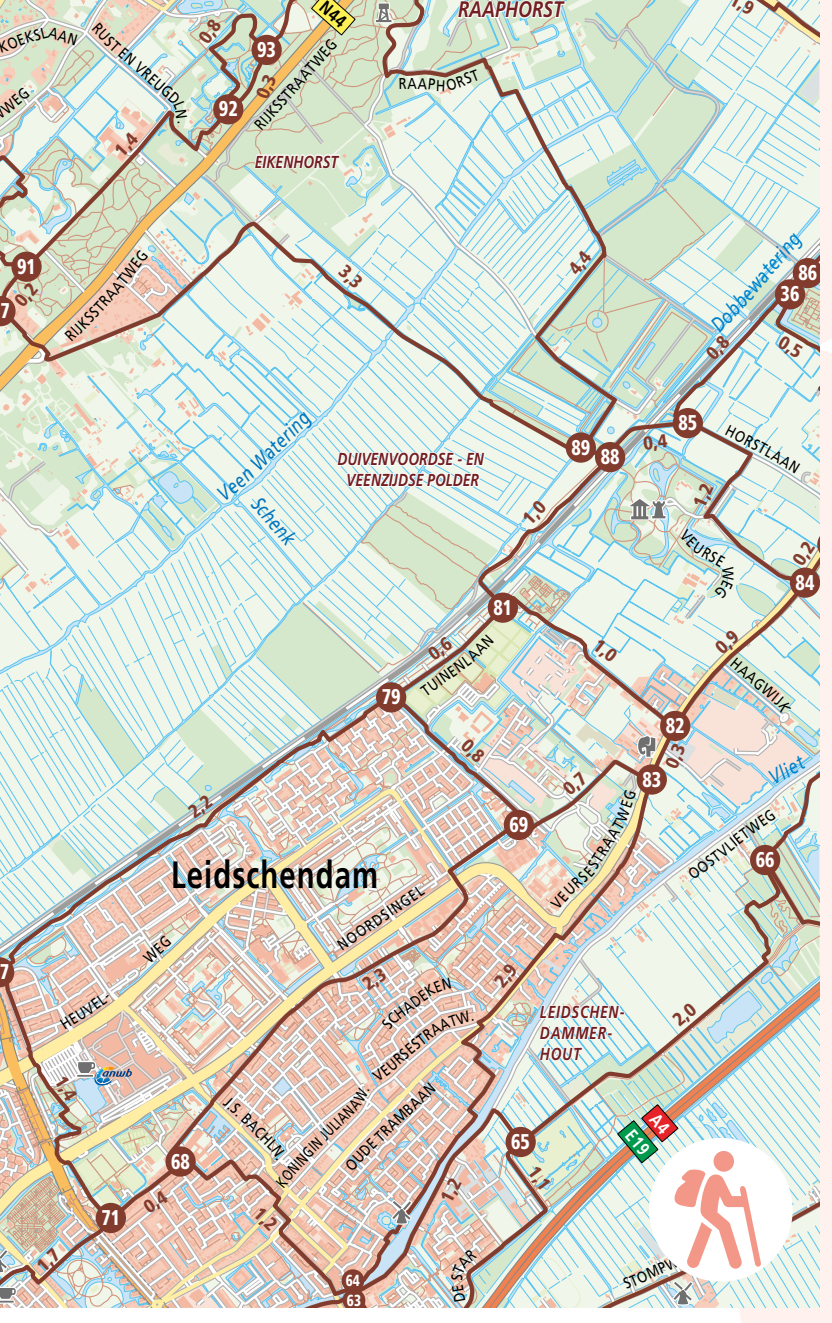 RAAPHORST
1,9
N44
0,8
93
KOEKSLAAN
RUST EN VREUGDLN.
0,3
RIJKSSTRAATWEG
RAAPHORST
92
WEG
1,4
EIKENHORST
91
0,2
7
RIJKSSTRAATWEG
3,3
4,4
Dobbewatering
86
36
0,8
0,5
89
88
85
0,4
HORSTLAAN
Veen Watering
DUIVENVOORDSE - EN
VEENZIJDSE POLDER
Schenk
1,0
1,2
VEURSE WEG
0,2
84
81
0,6
TUINENLAAN
1,0
0,9
HAAGWIJK
79
82
0,8
0,3
83
0,7
Vliet
2,2
69
VEURSESTRAATWEG
OOSTVLIETWEG
66
Leidschendam
NOORDSINGEL
7
HEUVEL-
WEG
2,3
SCHADEKEN
2,9
VEURSESTRAATW.
LEIDSCHEN-
DAMMER-
HOUT
2,0
anwb
1,4
J.S. BACHLN
KONINGIN JULIANAN.
OUDE TRAMBAAN
A4
E19
65
68
1,1
1,2
0,4
1,2
71
1,7
DE STAR
64
63
STOMPW